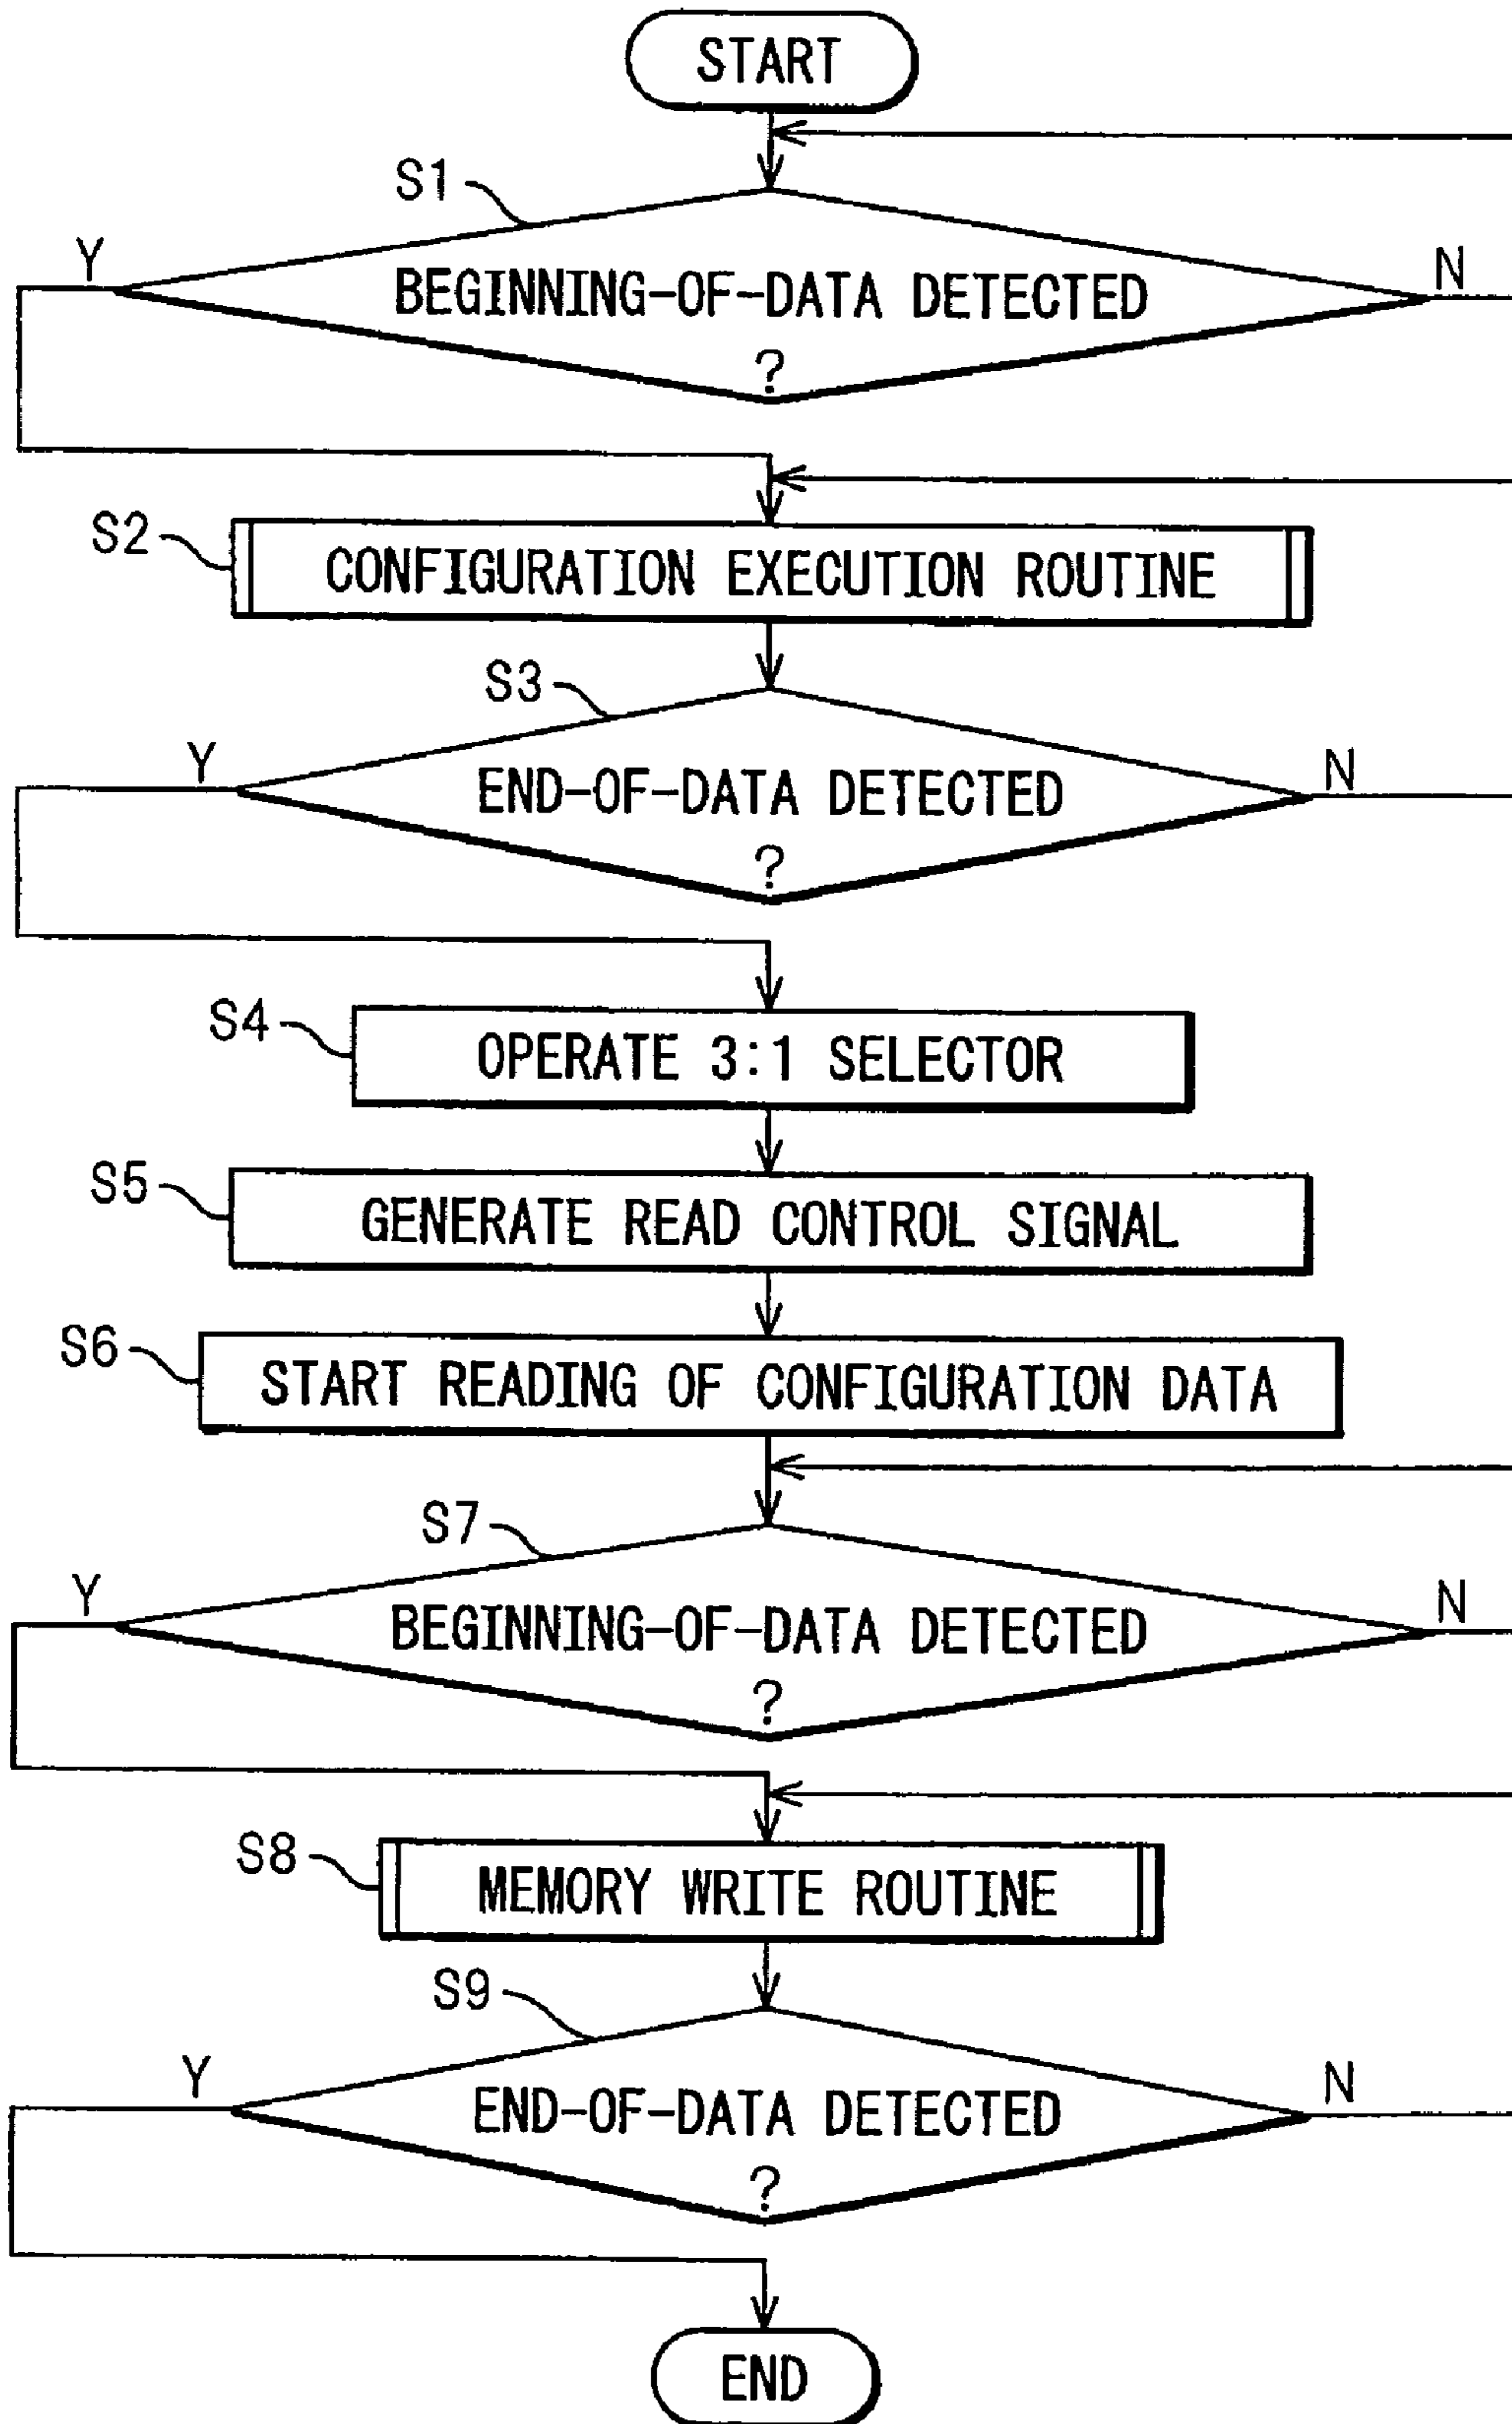 START
S1
Y
N
BEGINNING-OF-DATA DETECTED
?
S2
CONFIGURATION EXECUTION ROUTINE
S3
Y
N
END-OF-DATA DETECTED
?
S4
OPERATE 3:1 SELECTOR
S5
GENERATE READ CONTROL SIGNAL
S6
START READING OF CONFIGURATION DATA
S7
Y
N
BEGINNING-OF-DATA DETECTED
?
S8
MEMORY WRITE ROUTINE
S9
Y
N
END-OF-DATA DETECTED
?
END